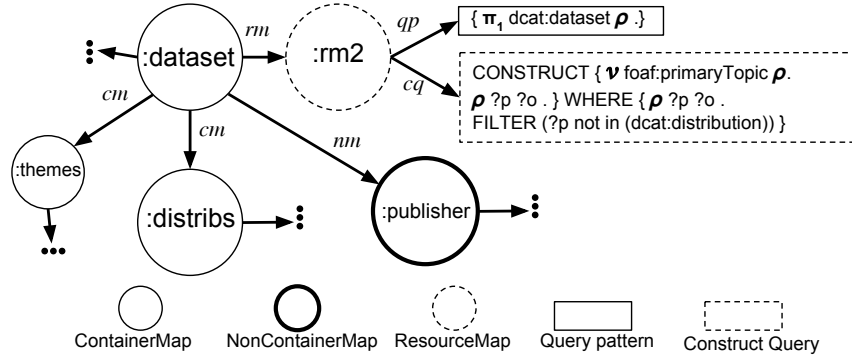 :dataset
rm
:rm2
qp
{ π1 dcat:dataset ρ .}
cq
CONSTRUCT { ν foaf:primaryTopic ρ.
ρ ?p ?o . } WHERE { ρ ?p ?o .
FILTER (?p not in (dcat:distribution)) }
cm
cm
nm
:themes
:distribs
:publisher
ContainerMap
NonContainerMap
ResourceMap
Query pattern
Construct Query